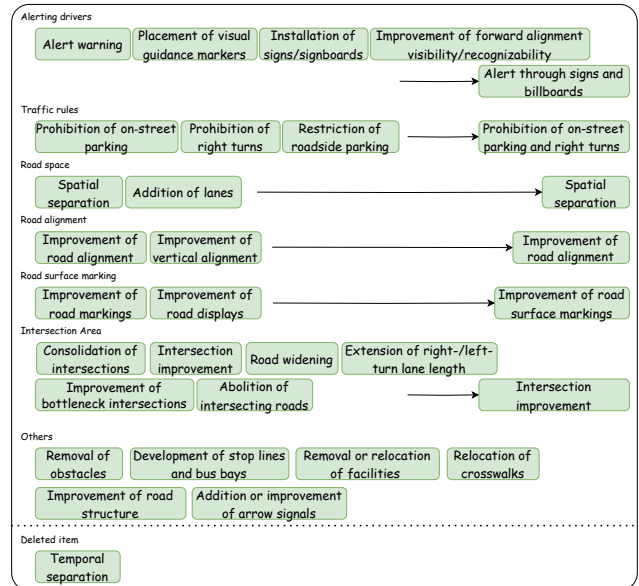 Alerting drivers
Alert warning
Placement of visual
guidance markers
Installation of
signs/signboards
Improvement of forward alignment
visibility/recognizability
Alert through signs and
billboards
Traffic rules
Prohibition of on-street
parking
Prohibition of
right turns
Restriction of
roadside parking
Prohibition of on-street
parking and right turns
Road space
Spatial
separation
Addition of lanes
Spatial
separation
Road alignment
Improvement of
road alignment
Improvement of
vertical alignment
Improvement of
road alignment
Road surface marking
Improvement of
road markings
Improvement of
road displays
Improvement of road
surface markings
Intersection Area
Consolidation of
intersections
Intersection
improvement
Road widening
Extension of right-/left-
turn lane length
Improvement of
bottleneck intersections
Abolition of
intersecting roads
Intersection
improvement
Others
Removal of
obstacles
Development of stop lines
and bus bays
Removal or relocation
of facilities
Relocation of
crosswalks
Improvement of road
structure
Addition or improvement
of arrow signals
Deleted item
Temporal
separation